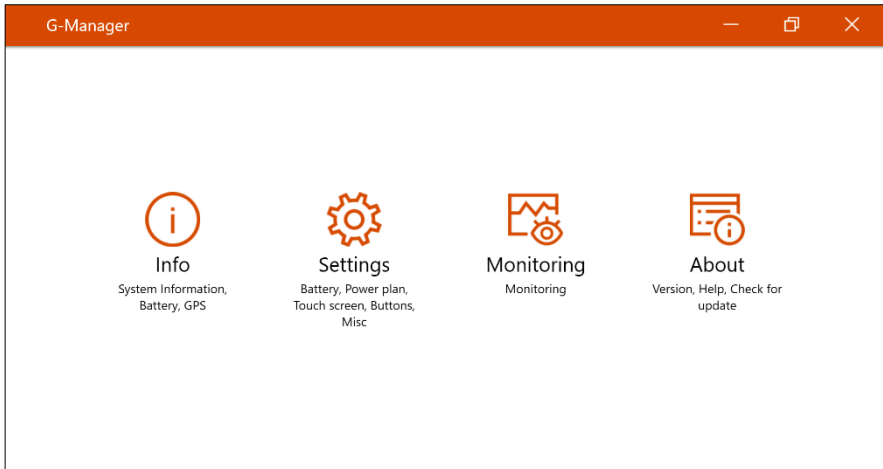 G-Manager
Info
System Information,
Battery, GPS
Settings
Battery, Power plan,
Touch screen, Buttons,
Misc
Monitoring
Monitoring
About
Version, Help, Check for
update